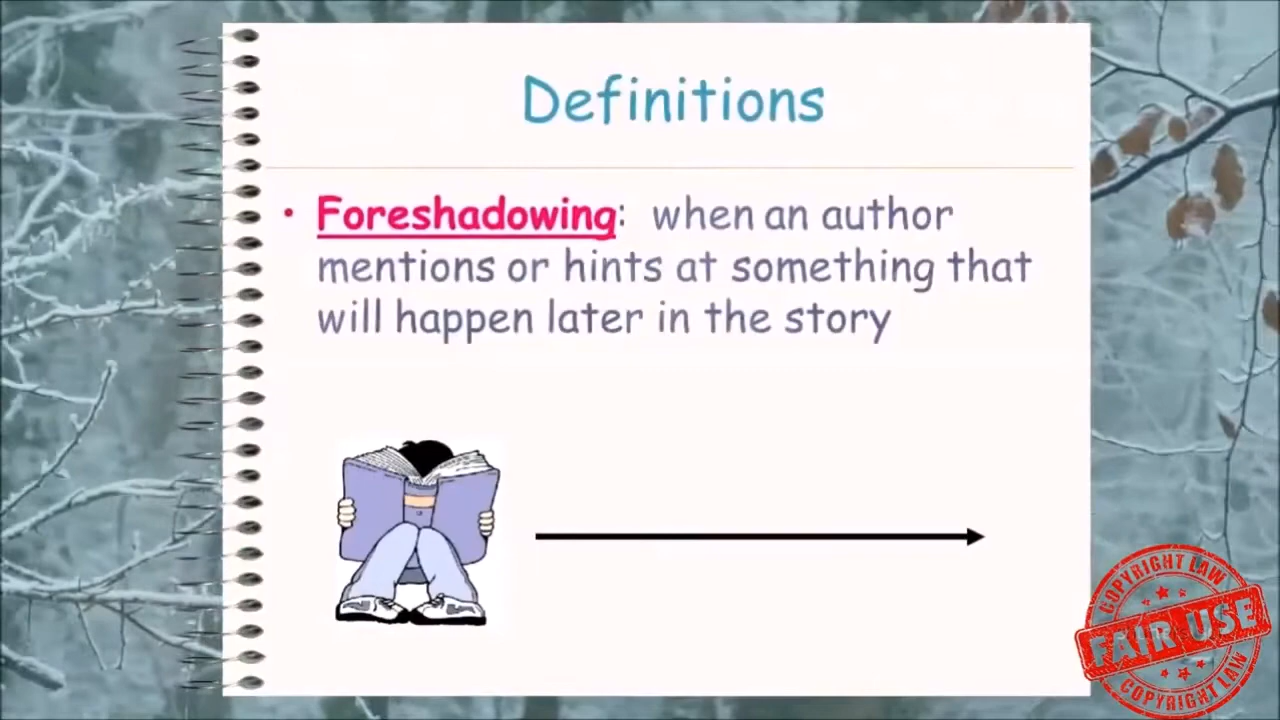 Definitions
• Foreshadowing: when an author
mentions or hints at something that
will happen later in the story
COPYRIGHT LAW
FAIR USE
COPYRIGHT LAW